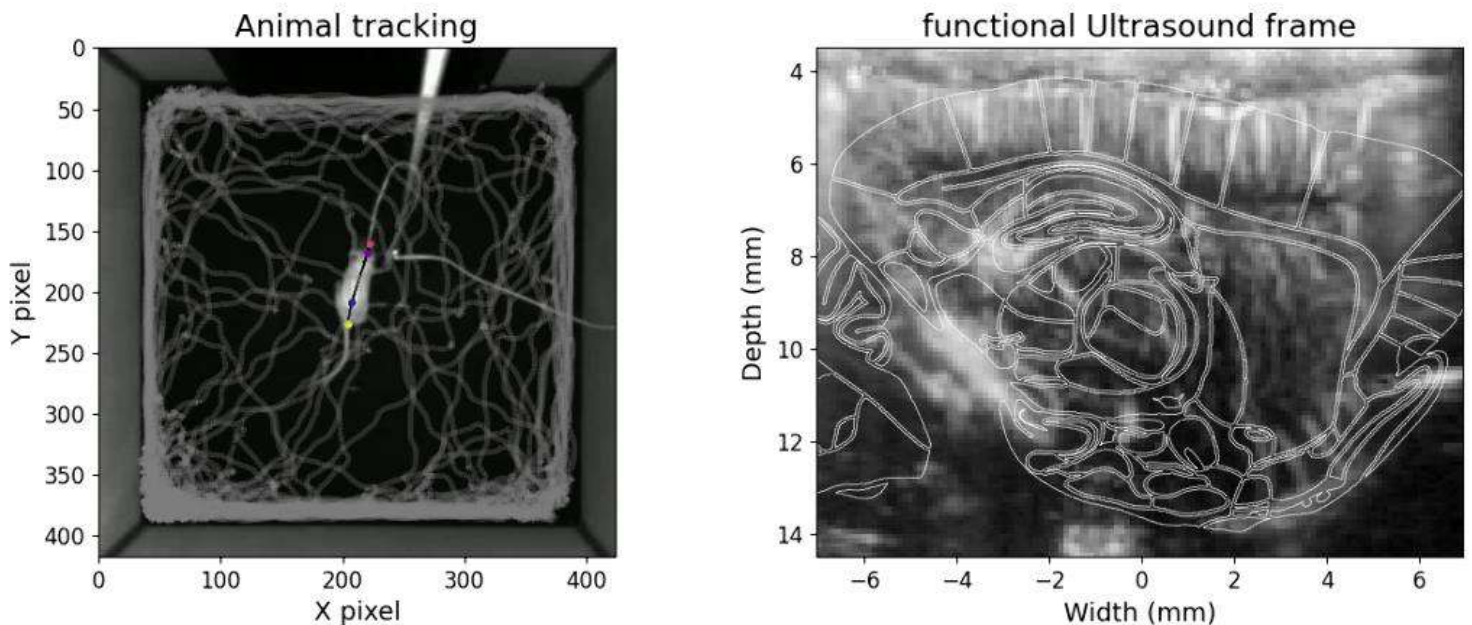 Animal tracking
0
50
100
150
200
250
300
350
400
Y pixel
0 100 200 300 400
X pixel
functional Ultrasound frame
4
6
8
10
12
14
Depth (mm)
−6 −4 −2 0 2 4 6
Width (mm)